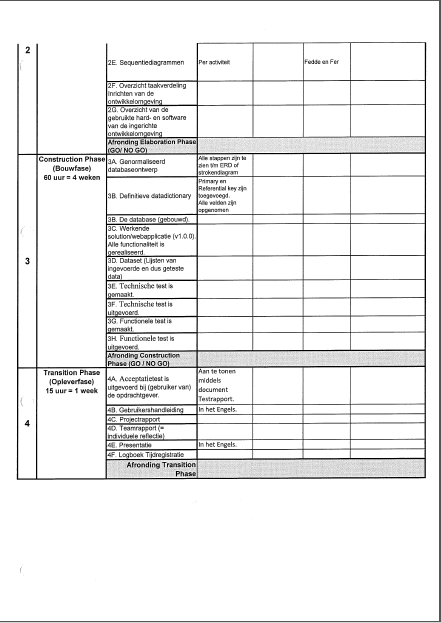 2
2E. Sequentiediagrammen
Per activiteit
Fedde en Fer
2F. Overzicht taakverdeling
Inrichten van de
ontwikkelomgeving
2G. Overzicht van de
gebruikte hard- en software
van de ingerichte
ontwikkelomgeving
Afronding Elaboration Phase
(GO/ NO GO)
3
Construction Phase
(Bouwfase)
60 uur = 4 weken
3A. Genormaliseerd
databaseontwerp
Alle stappen zijn te
zien t/m ERD of
strokendiagram
3B. Definitieve datadictionary
Primary en
Referential key zijn
toegevoegd.
Alle velden zijn
opgenomen
3B. De database (gebouwd).
3C. Werkende
solution/webapplicatie (v1.0.0).
Alle functionaliteit is
gerealiseerd.
3D. Dataset (Lijsten van
ingevoerde en dus geteste
data)
3E. Technische test is
gemaakt.
3F. Technische test is
uitgevoerd.
3G. Functionele test is
gemaakt.
3H. Functionele test is
uitgevoerd.
Afronding Construction
Phase (GO / NO GO)
4
Transition Phase
(Opleverfase)
15 uur = 1 week
4A. Acceptatietest is
uitgevoerd bij (gebruiker van)
de opdrachtgever.
Aan te tonen
middels
document
Testrapport.
4B. Gebruikershandleiding
In het Engels.
4C. Projectrapport
4D. Teamrapport (=
individuele reflectie)
4E. Presentatie
In het Engels.
4F. Logboek Tijdregistratie
Afronding Transition
Phase